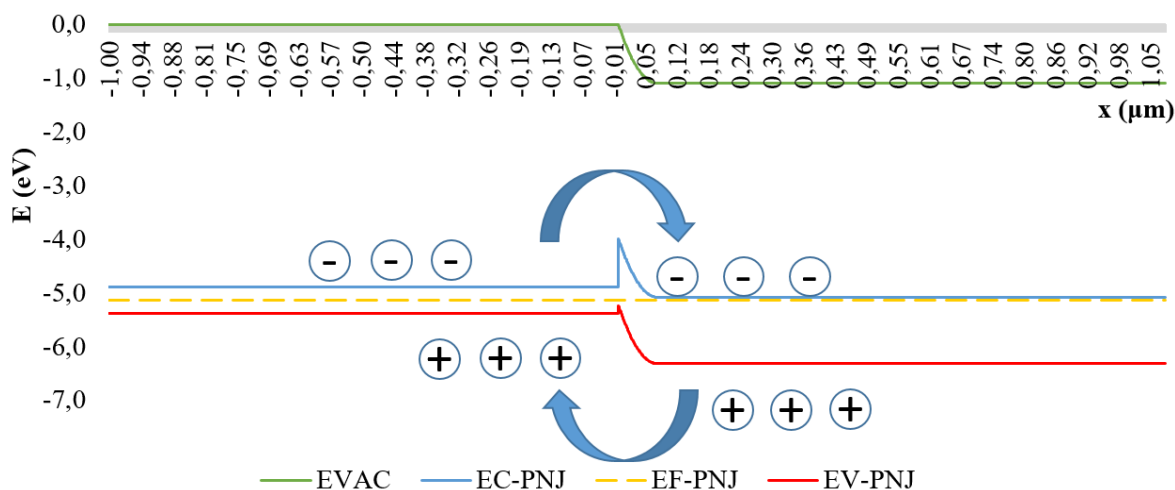 0,0
-1,00 -0,94 -0,88 -0,81 -0,75 -0,69 -0,63 -0,57 -0,50 -0,44 -0,38 -0,32 -0,26 -0,20 -0,13 -0,07 -0,01 0,05 0,12 0,18 0,24 0,30 0,36 0,43 0,49 0,55 0,61 0,67 0,74 0,80 0,86 0,92 0,98 1,05
-1,0
x (μm)
-2,0
E (eV)
-3,0
-4,0
- - - - - -
-5,0
-6,0
+ + + + + +
-7,0
EVAC EC-PNJ EF-PNJ EV-PNJ